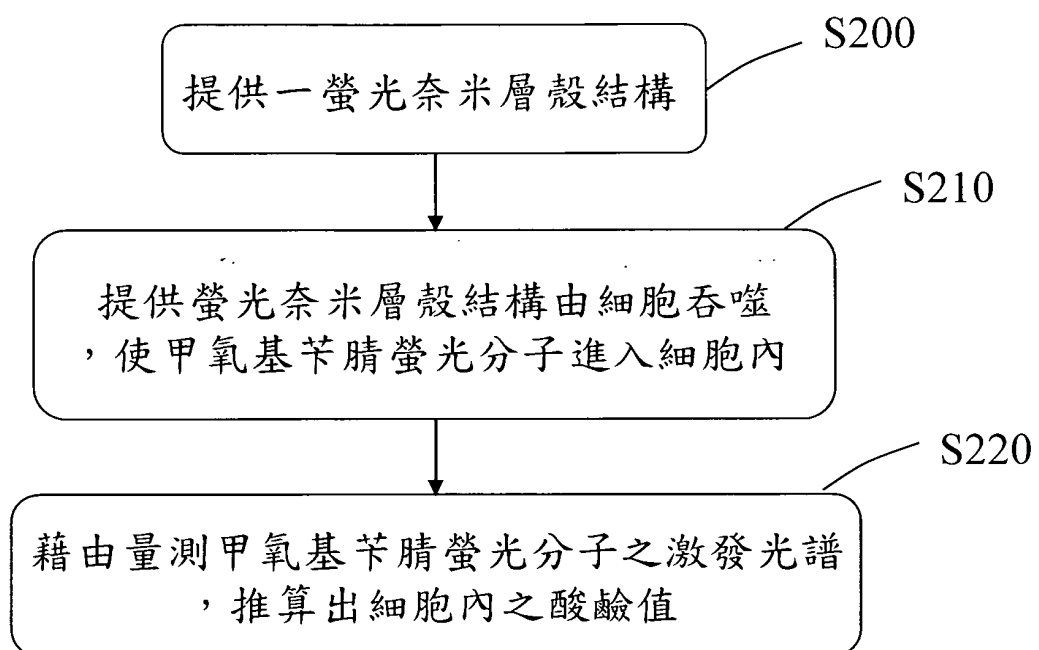 S200
提供一螢光奈米層殼結構
S210
提供螢光奈米層殼結構由細胞吞噬
，使甲氧基苄腈螢光分子進入細胞內
S220
藉由量測甲氧基苄腈螢光分子之激發光譜
，推算出細胞內之酸鹼值